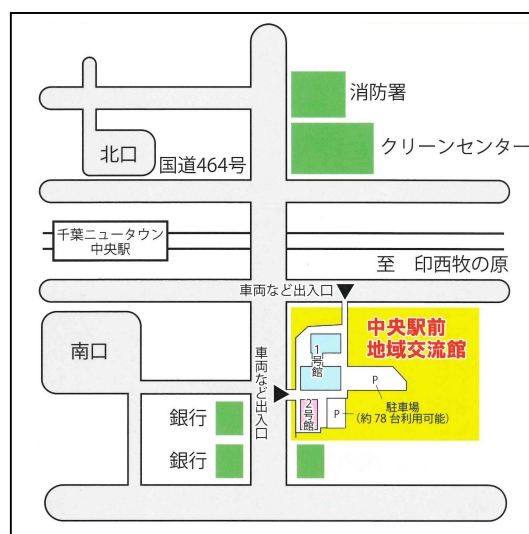 消防署
クリーンセンター
北口
国道464号
千葉ニュータウン
中央駅
至　印西牧の原
車両など出入口
中央駅前
地域交流館
南口
車両など出入口
1号館
P
駐車場
(約78台利用可能)
2号館
P
銀行
銀行